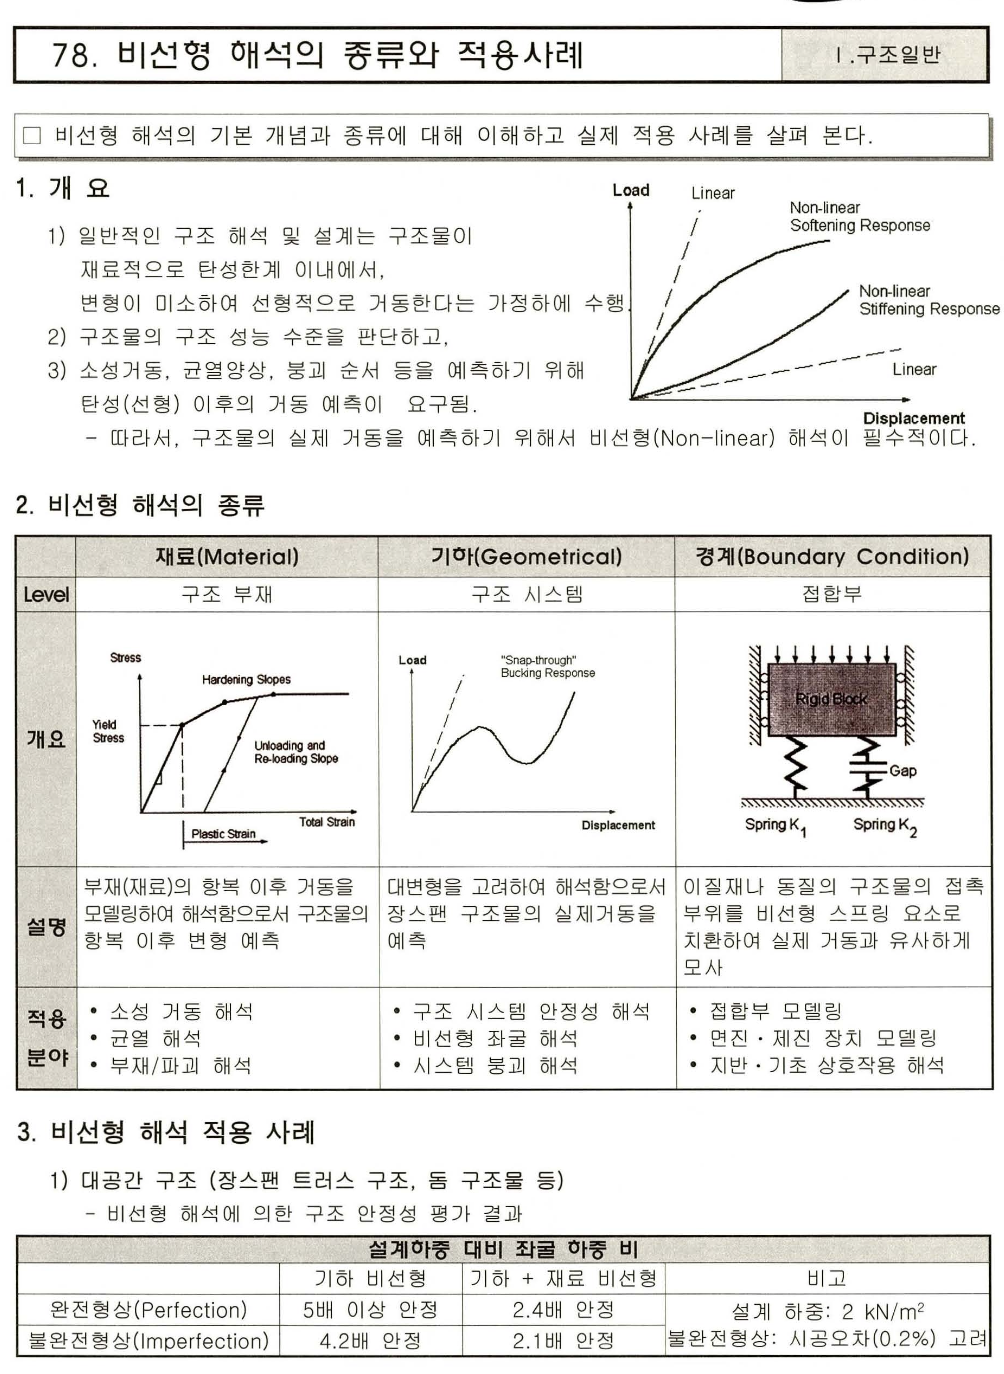 78. 비선형 해석의 종류와 적용사례
Ⅰ.구조일반
□ 비선형 해석의 기본 개념과 종류에 대해 이해하고 실제 적용 사례를 살펴 본다.
1. 개 요
1) 일반적인 구조 해석 및 설계는 구조물이
재료적으로 탄성한계 이내에서,
변형이 미소하여 선형적으로 거동한다는 가정하에 수행.
2) 구조물의 구조 성능 수준을 판단하고,
3) 소성거동, 균열양상, 붕괴 순서 등을 예측하기 위해
탄성(선형) 이후의 거동 예측이 요구됨.
- 따라서, 구조물의 실제 거동을 예측하기 위해서 비선형(Non-linear) 해석이 필수적이다.
Load
Linear
Non-linear
Softening Response
Non-linear
Stiffening Response
Linear
Displacement
2. 비선형 해석의 종류
재료(Material)
기하(Geometrical)
경계(Boundary Condition)
Level
구조 부재
구조 시스템
접합부
개요
Stress
Hardening Slopes
Yield
Stress
Unloading and
Re-loading Slope
Total Strain
Plastic Strain
Load
"Snap-through"
Bucking Response
Displacement
Rigid Block
Gap
Spring K1
Spring K2
설명
부재(재료)의 항복 이후 거동을
모델링하여 해석함으로서 구조물의
항복 이후 변형 예측
대변형을 고려하여 해석함으로서
장스팬 구조물의 실제거동을
예측
이질재나 동질의 구조물의 접촉
부위를 비선형 스프링 요소로
치환하여 실제 거동과 유사하게
모사
적용
분야
• 소성 거동 해석
• 균열 해석
• 부재/파괴 해석
• 구조 시스템 안정성 해석
• 비선형 좌굴 해석
• 시스템 붕괴 해석
• 접합부 모델링
• 면진·제진 장치 모델링
• 지반·기초 상호작용 해석
3. 비선형 해석 적용 사례
1) 대공간 구조 (장스팬 트러스 구조, 돔 구조물 등)
- 비선형 해석에 의한 구조 안정성 평가 결과
설계하중 대비 좌굴 하중 비
기하 비선형
기하 + 재료 비선형
비고
완전형상(Perfection)
5배 이상 안정
2.4배 안정
설계 하중: 2 kN/m²
불완전형상(Imperfection)
4.2배 안정
2.1배 안정
불완전형상: 시공오차(0.2%) 고려